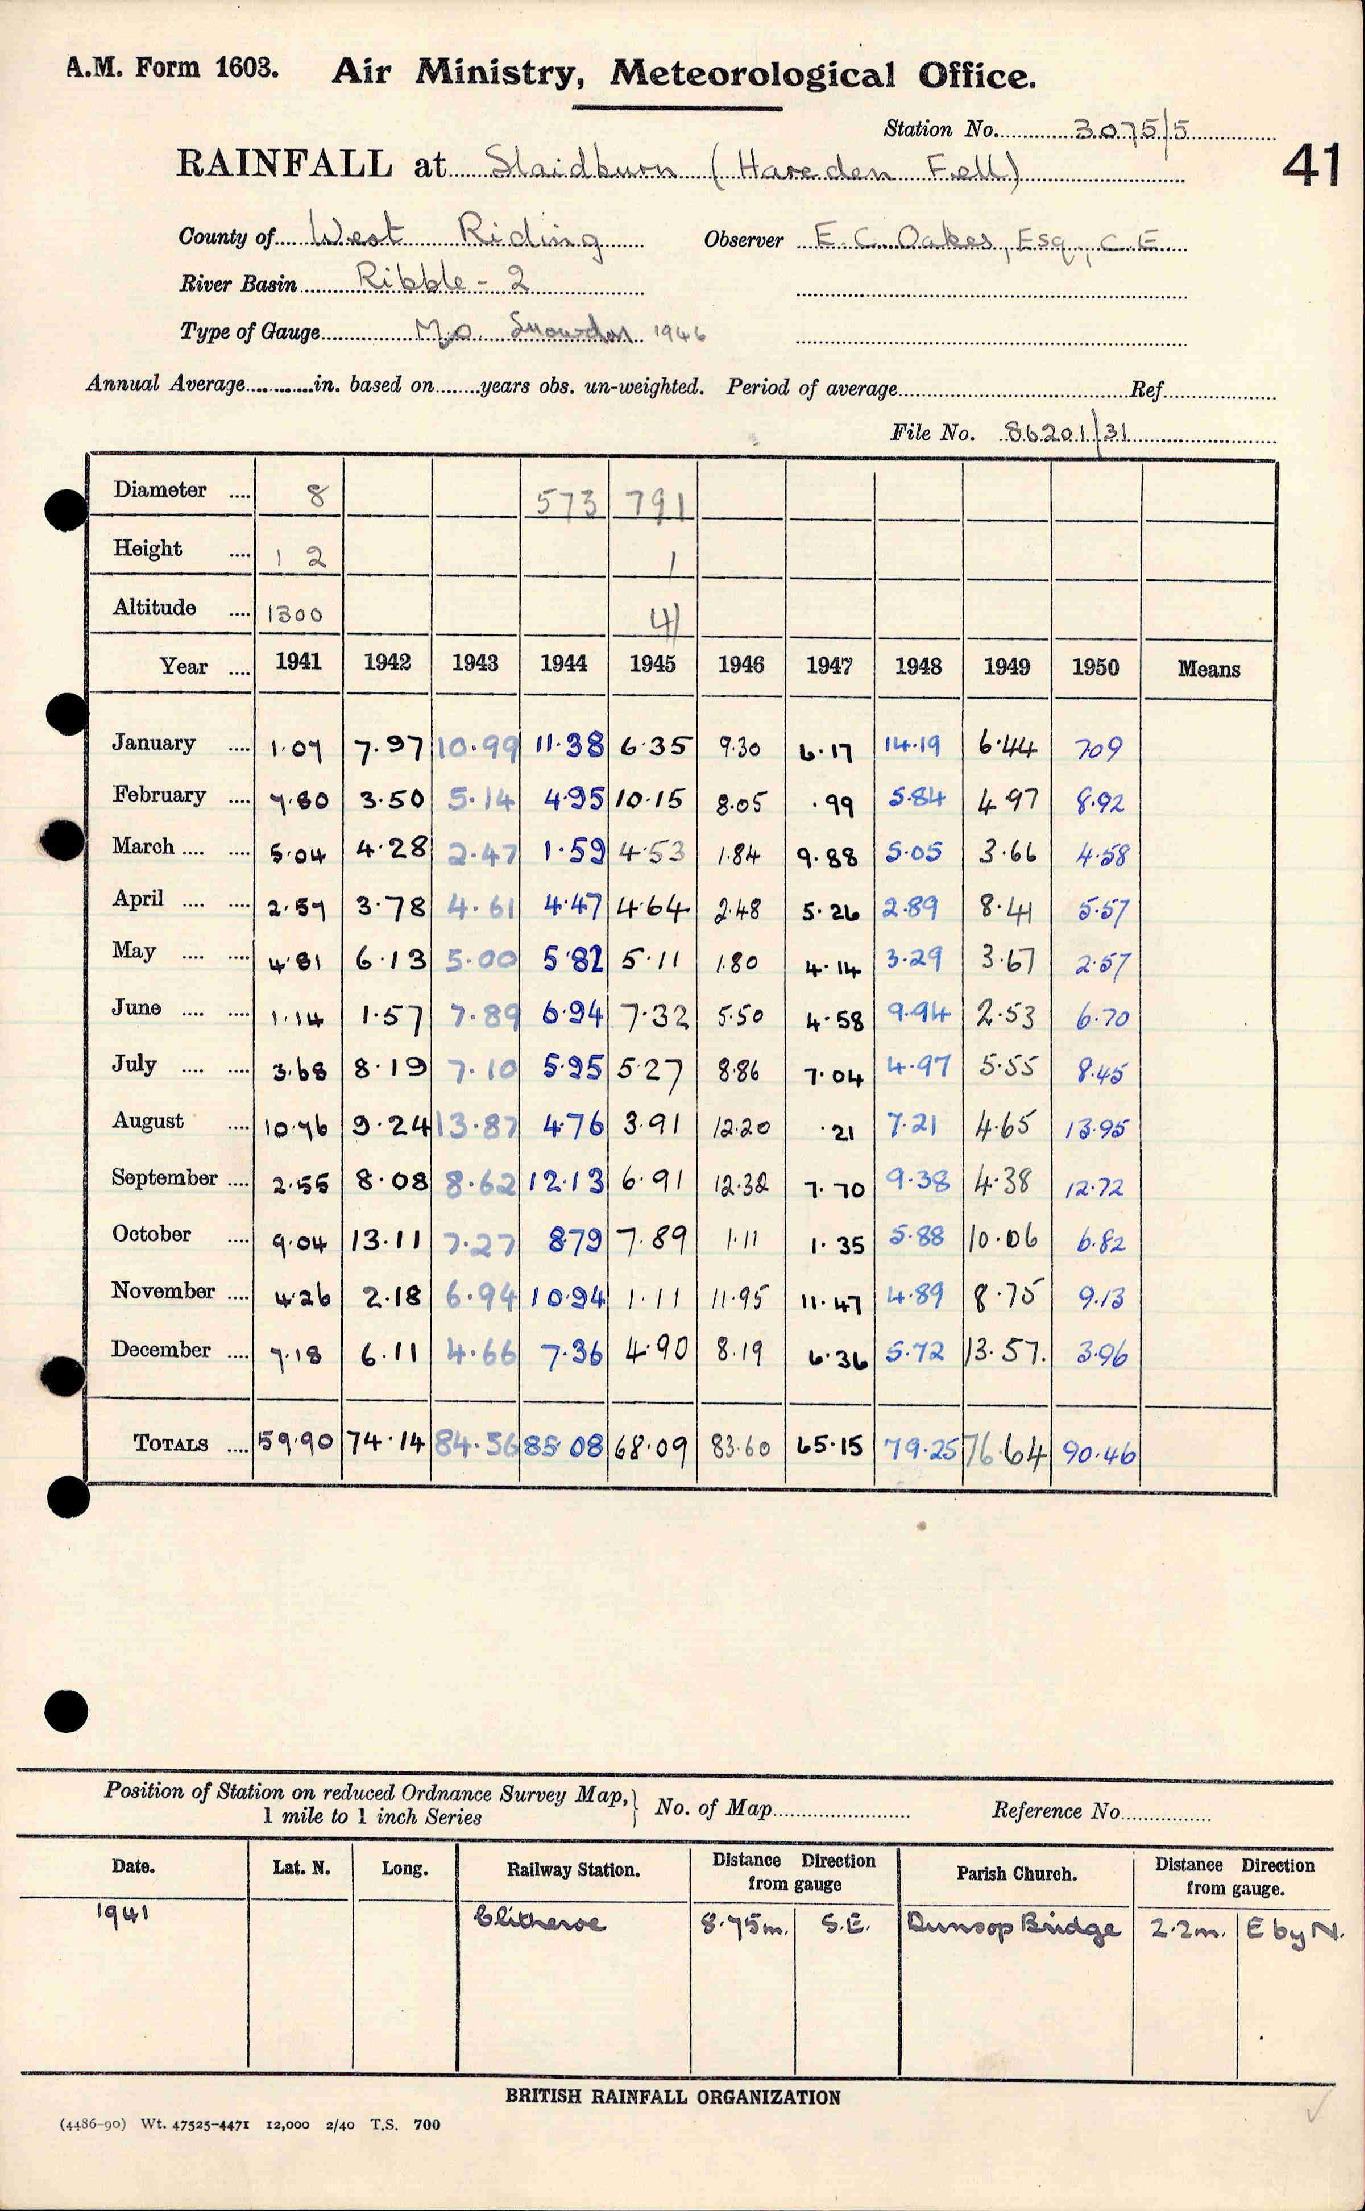 A.M. Form 1603. Air Ministry, Meteorological Office.
Station No. 3075/5
41
RAINFALL at Slaidburn (Hareden Fell)
County of West Riding Observer E. C. Oakes, Esq., C.E.
River Basin Ribble - 2
Type of Gauge M.O. Snowdon 1946
Annual Average in. based on years obs. un-weighted. Period of average Ref.
File No. 86201/31
Diameter 8 573 791
Height 1 2 1
Altitude 1300 41
Year 1941 1942 1943 1944 1945 1946 1947 1948 1949 1950 Means
January 1.07 7.97 10.99 11.38 6.35 9.30 6.17 14.19 6.44 7.09
February 7.80 3.50 5.14 4.95 10.15 8.05 .99 5.84 4.97 8.92
March 5.04 4.28 2.47 1.59 4.53 1.84 9.88 5.05 3.66 4.58
April 2.57 3.78 4.61 4.47 4.64 2.48 5.26 2.89 8.41 5.57
May 4.81 6.13 5.00 5.82 5.11 1.80 4.14 3.29 3.67 2.57
June 1.14 1.57 7.89 6.94 7.32 5.50 4.58 9.94 2.53 6.70
July 3.68 8.19 7.10 5.95 5.27 8.86 7.04 4.97 5.55 8.45
August 10.76 9.24 13.87 4.76 3.91 12.20 .21 7.21 4.65 13.95
September 2.55 8.08 8.62 12.13 6.91 12.32 7.70 9.38 4.38 12.72
October 9.04 13.11 7.27 8.79 7.89 1.11 1.35 5.88 10.06 6.82
November 4.26 2.18 6.94 10.94 1.11 11.95 11.47 4.89 8.75 9.13
December 7.18 6.11 4.66 7.36 4.90 8.19 6.36 5.72 13.57. 3.96
TOTALS 59.90 74.14 84.56 85.08 68.09 83.60 65.15 79.25 76.64 90.46
Position of Station on reduced Ordnance Survey Map,
1 mile to 1 inch Series No. of Map Reference No.
Date. Lat. N. Long. Railway Station. Distance Direction from gauge Parish Church. Distance Direction from gauge.
1941 Clitheroe 8.75m. S.E. Dunsop Bridge 2.2m. E by N.
BRITISH RAINFALL ORGANIZATION
(4486-90) Wt. 47525-4471 12,000 2/40 T.S. 700